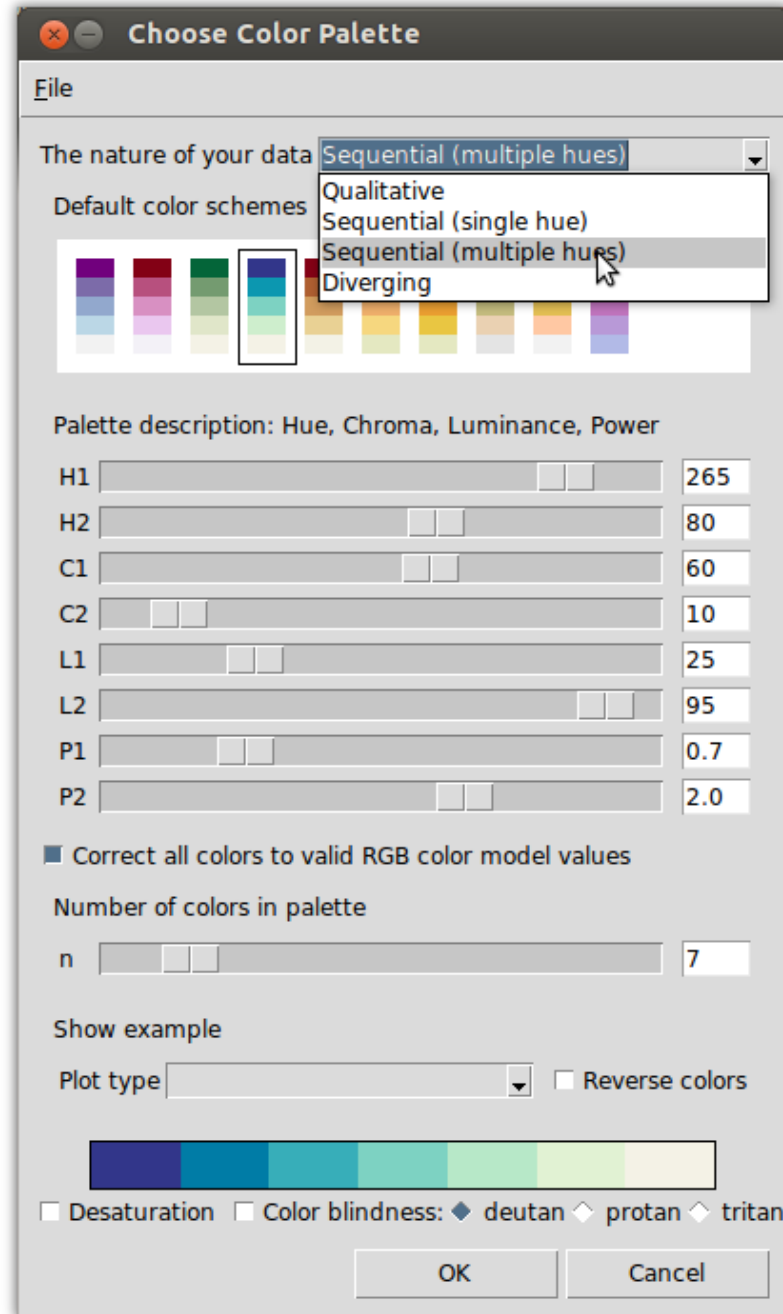 Choose Color Palette
File
The nature of your data Sequential (multiple hues)
Qualitative
Default color schemes
Sequential (single hue)
Sequential (multiple hues)
Diverging
Palette description: Hue, Chroma, Luminance, Power
H1 265
H2 80
C1 60
C2 10
L1 25
L2 95
P1 0.7
P2 2.0
Correct all colors to valid RGB color model values
Number of colors in palette
n 7
Show example
Plot type Reverse colors
Desaturation Color blindness: deutan protan tritan
OK Cancel